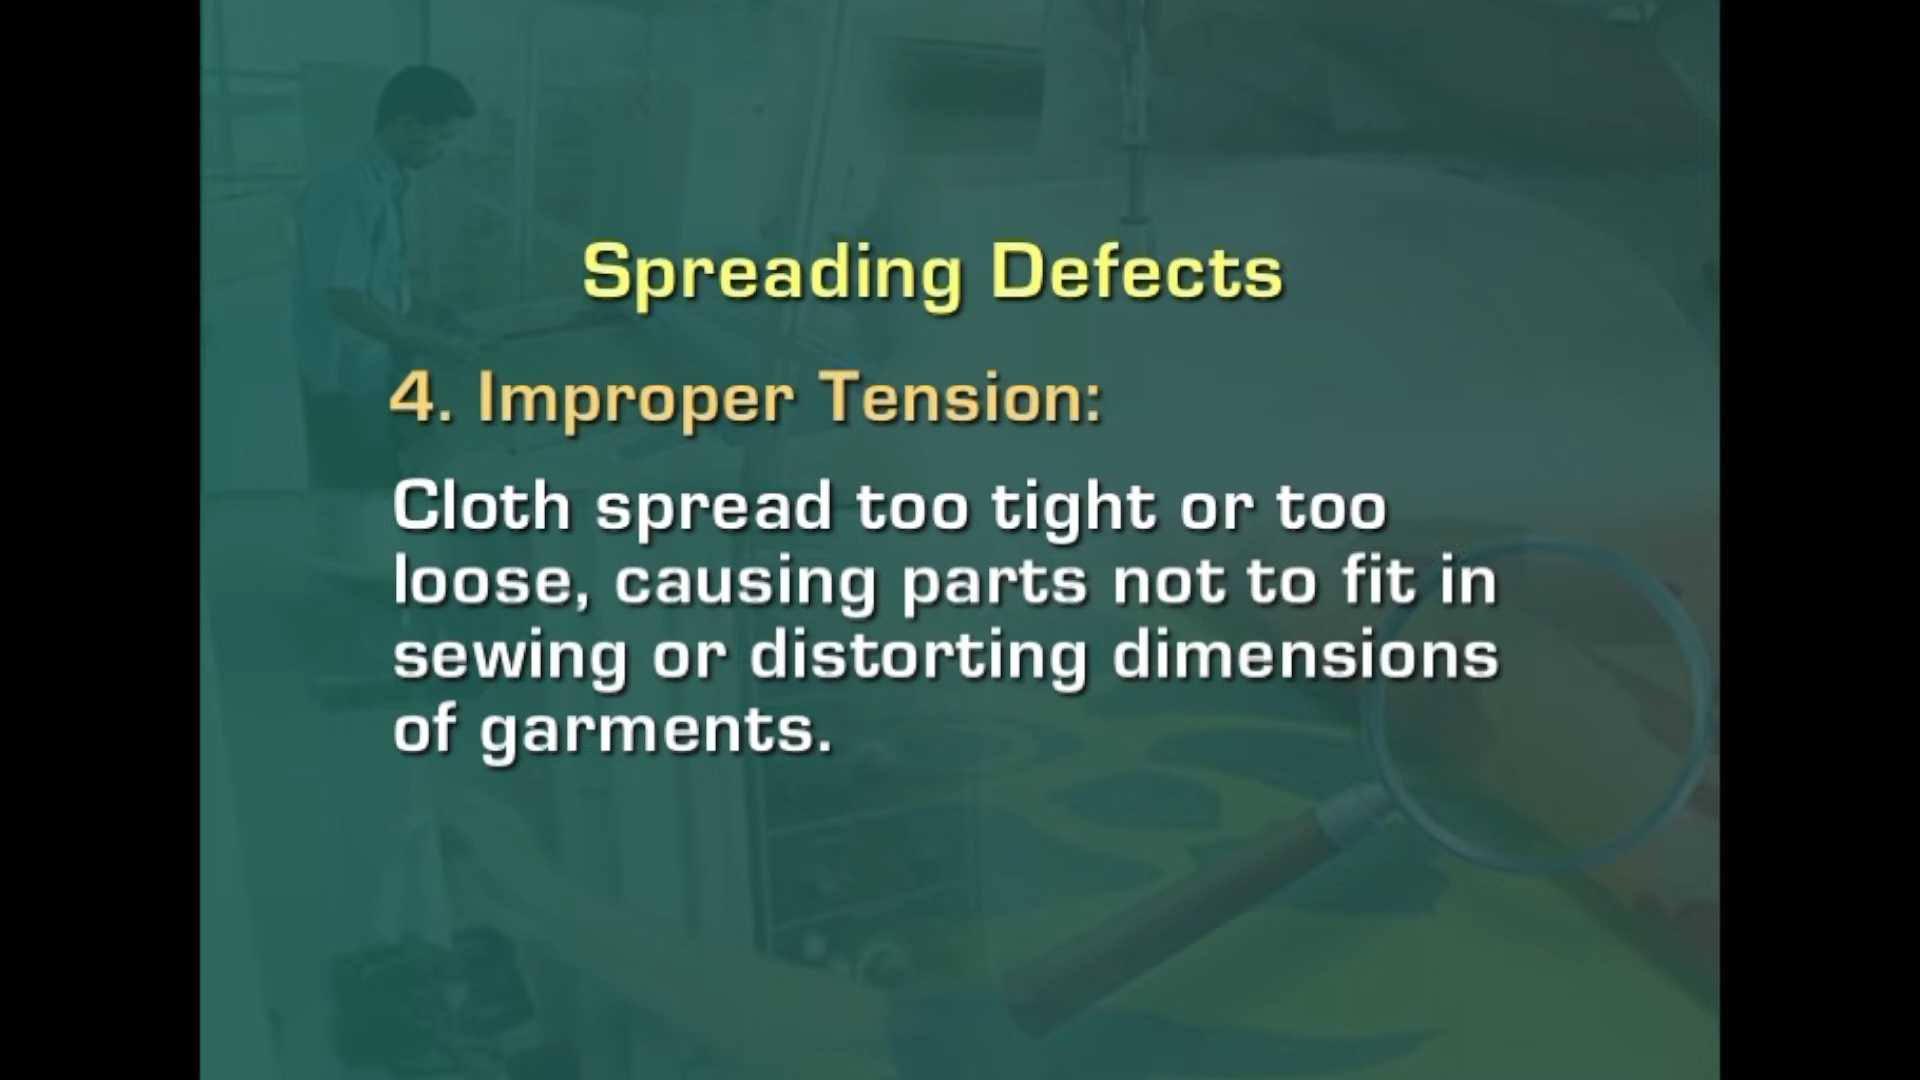 Spreading Defects
4. Improper Tension:
Cloth spread too tight or too
loose, causing parts not to fit in
sewing or distorting dimensions
of garments.